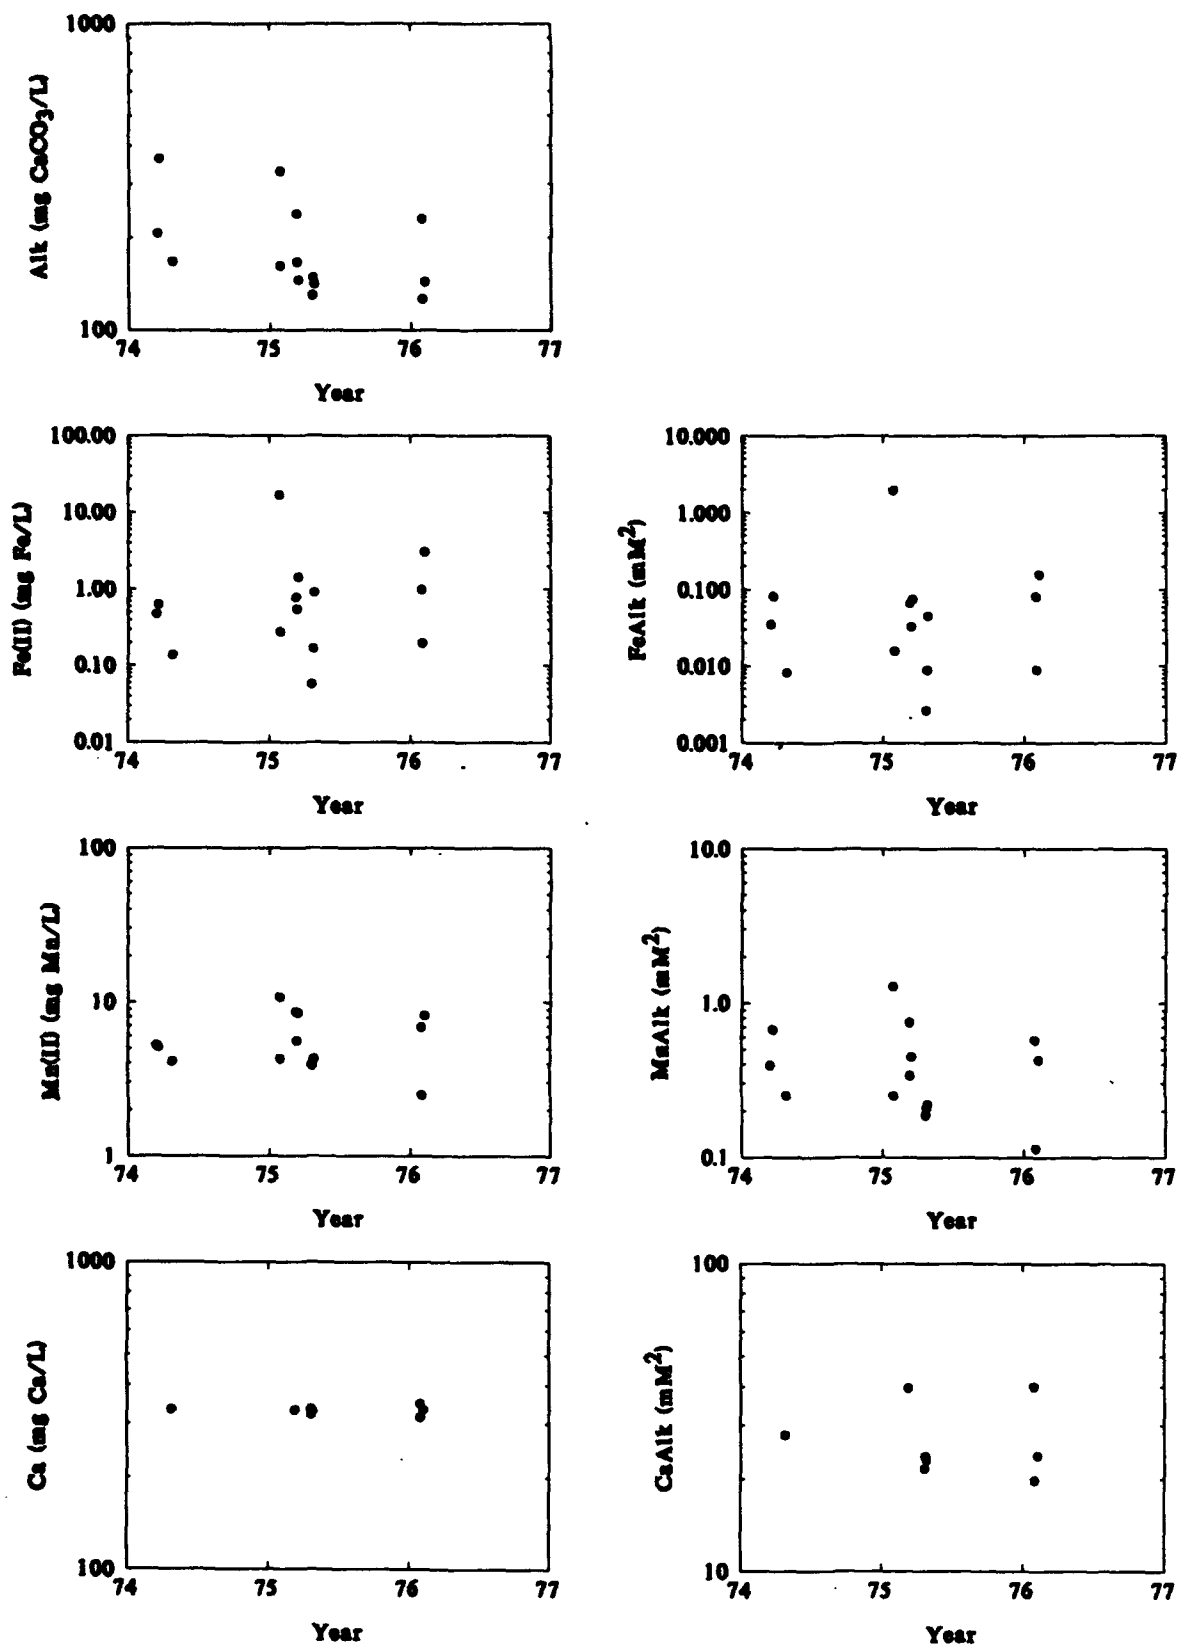 1000
Alk (mg CaCO3/L)
100
74 75 76 77
Year
100.00
10.00
1.00
0.10
0.01
Fe(II) (mg Fe/L)
74 75 76 77
Year
10.000
1.000
0.100
0.010
0.001
FeAlk (mM2)
74 75 76 77
Year
100
10
1
Mn(II) (mg Mn/L)
74 75 76 77
Year
10.0
1.0
0.1
MnAlk (mM2)
74 75 76 77
Year
1000
100
Ca (mg Ca/L)
74 75 76 77
Year
100
10
CaAlk (mM2)
74 75 76 77
Year